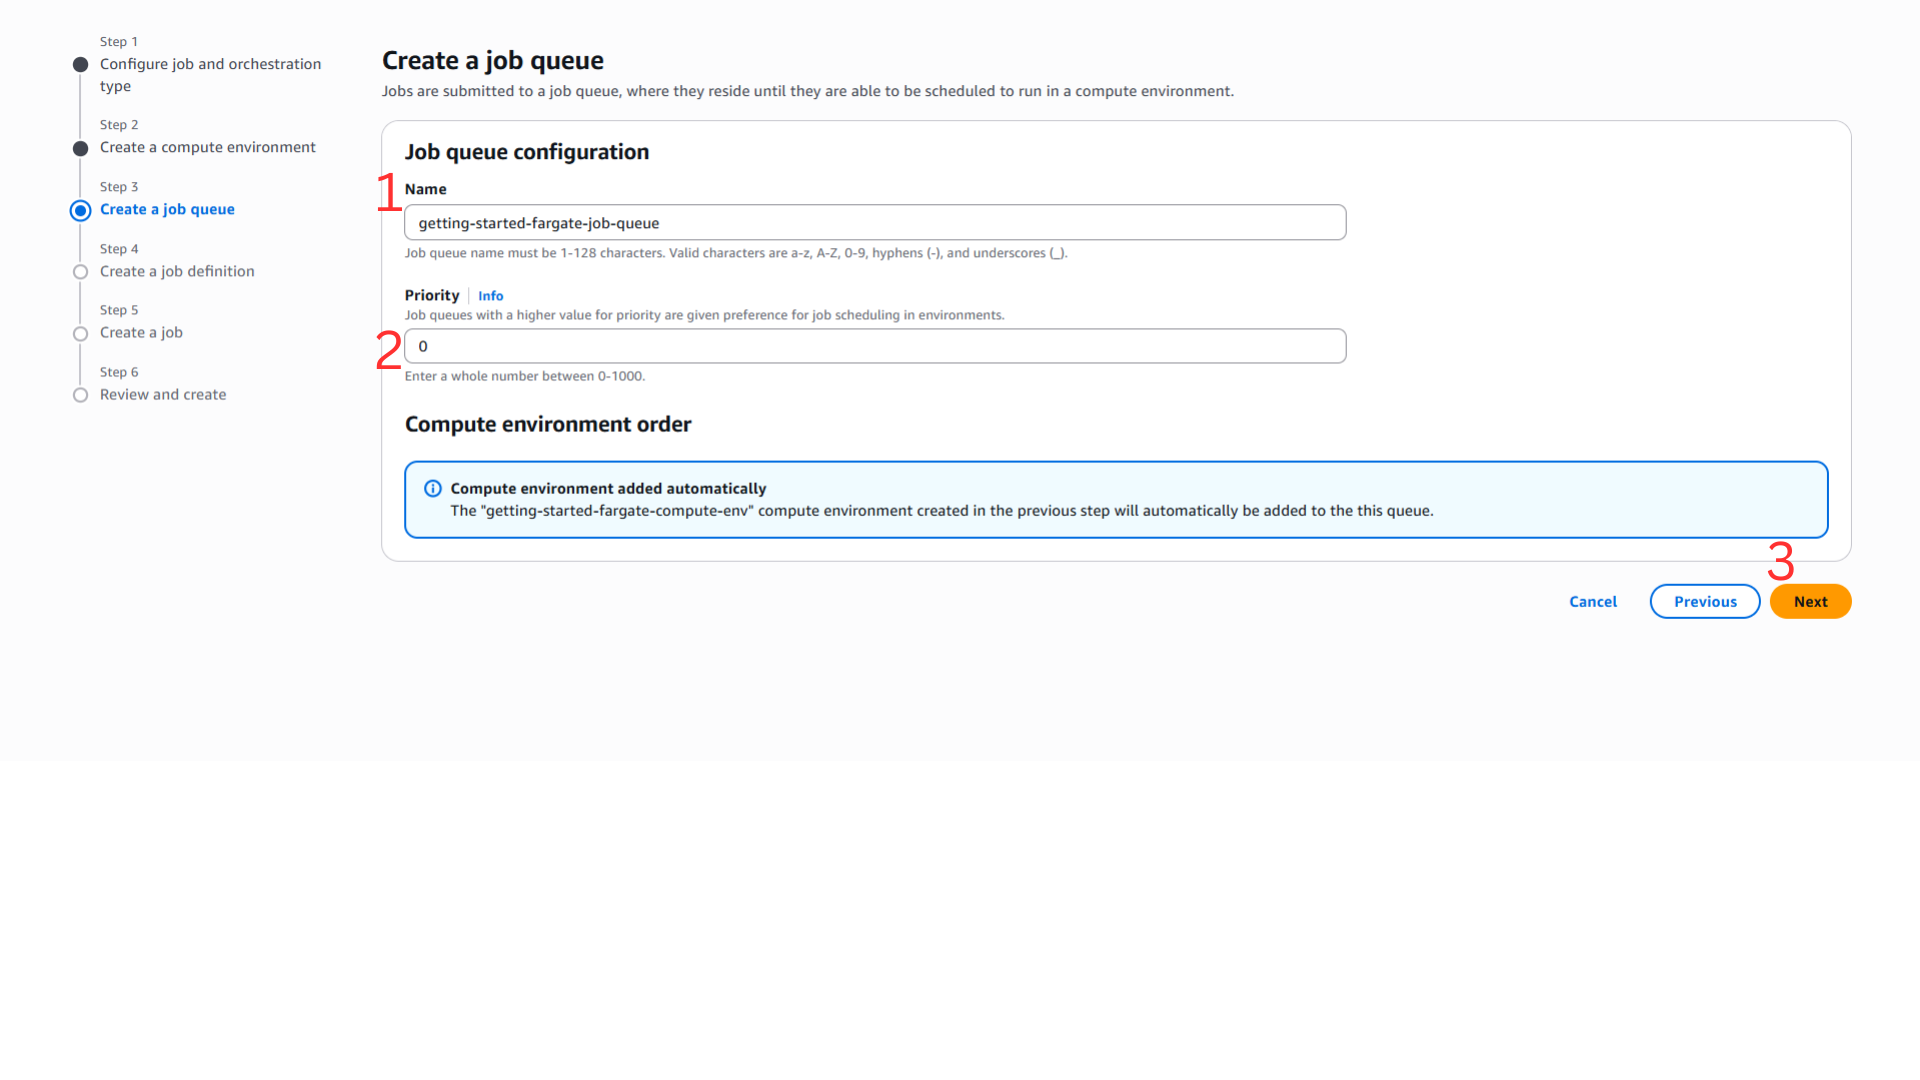 Step 1
Configure job and orchestration
type
Step 2
Create a compute environment
Step 3
Create a job queue
Step 4
Create a job definition
Step 5
Create a job
Step 6
Review and create
Create a job queue
Jobs are submitted to a job queue, where they reside until they are able to be scheduled to run in a compute environment.
Job queue configuration
1
Name
getting-started-fargate-job-queue
Job queue name must be 1-128 characters. Valid characters are a-z, A-Z, 0-9, hyphens (-), and underscores (_).
Priority Info
Job queues with a higher value for priority are given preference for job scheduling in environments.
2
0
Enter a whole number between 0-1000.
Compute environment order
Compute environment added automatically
The "getting-started-fargate-compute-env" compute environment created in the previous step will automatically be added to the this queue.
3
Cancel Previous Next